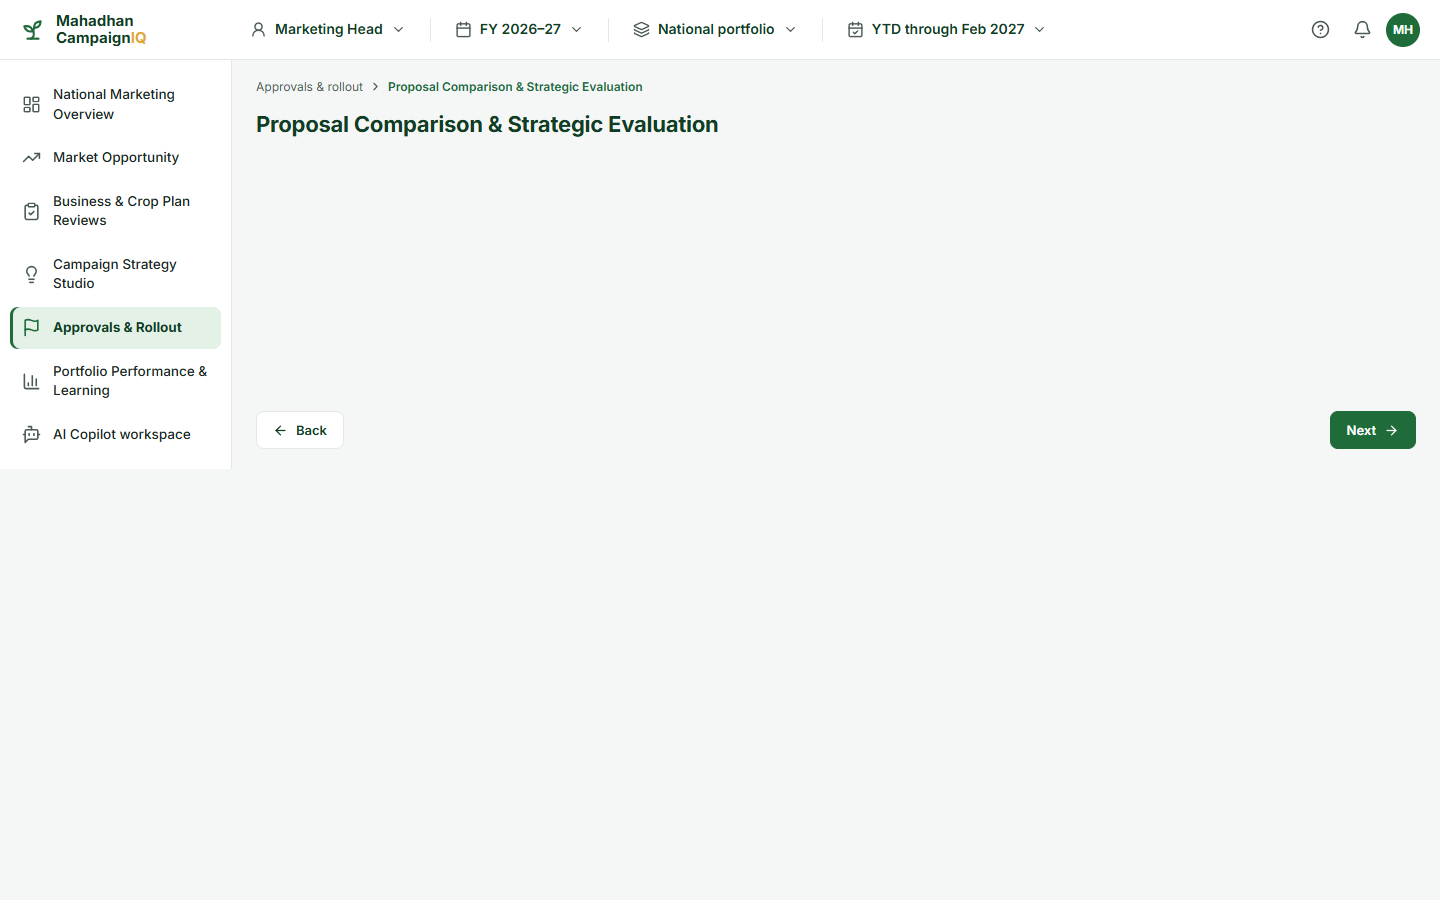 Mahadhan
CampaignIQ
Marketing Head
FY 2026–27
National portfolio
YTD through Feb 2027
MH
National Marketing
Overview
Market Opportunity
Business & Crop Plan
Reviews
Campaign Strategy
Studio
Approvals & Rollout
Portfolio Performance &
Learning
AI Copilot workspace
Approvals & rollout > Proposal Comparison & Strategic Evaluation
Proposal Comparison & Strategic Evaluation
Back
Next